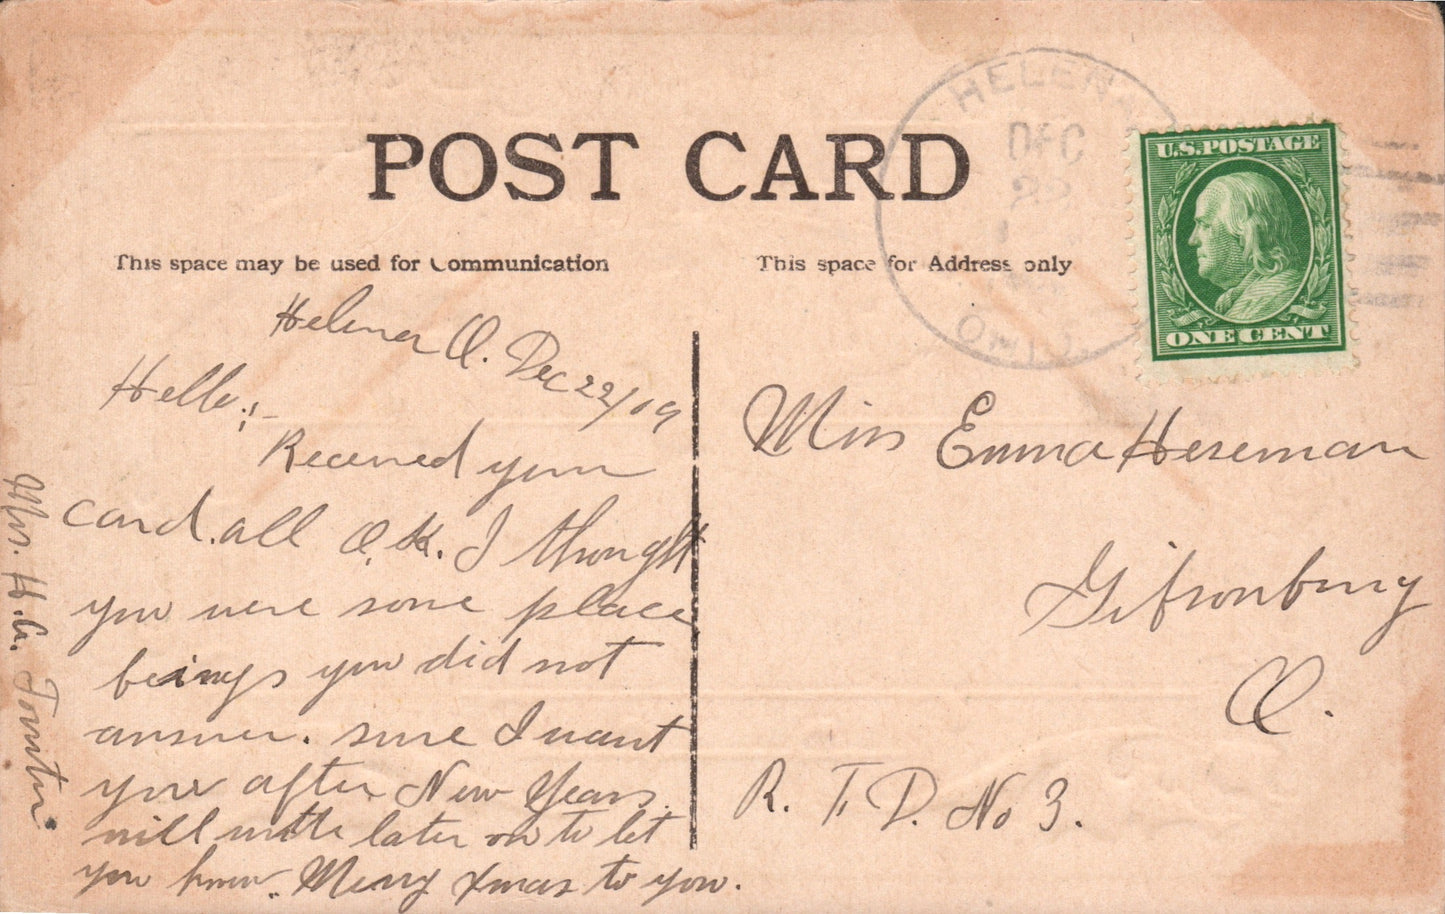 POST CARD
This space may be used for Communication
This space for Address only
HELENA
DEC
22
OHIO
U.S. POSTAGE
ONE CENT
Helena O. Dec 22/09
Hello:-
Received your
card all O.K. I thought
you were some place
beings you did not
answer. sure I want
you after New Years.
will write later on to let
you know. Merry Xmas to you.
Mrs. H.G.
Miss Emma Hereman
Gibsonburg
O.
R. F. D. No 3.